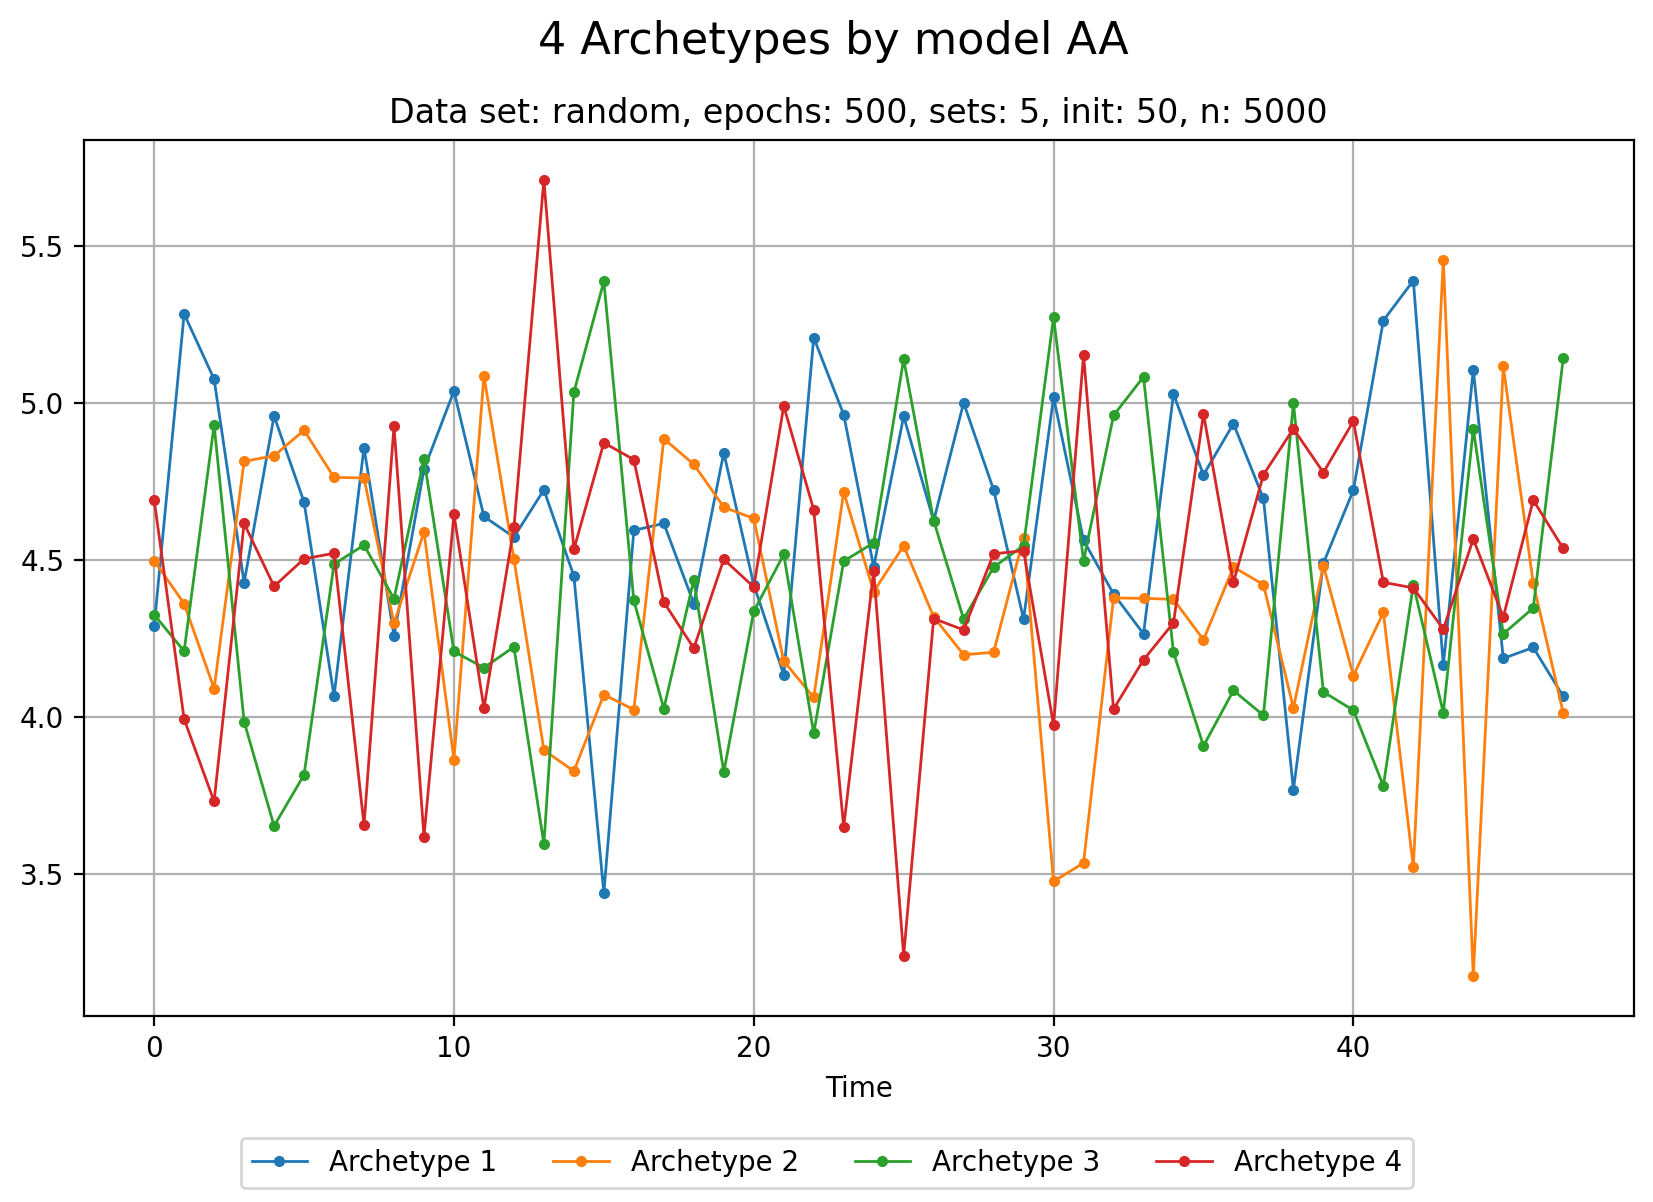 4 Archetypes by model AA
Data set: random, epochs: 500, sets: 5, init: 50, n: 5000
5.5
5.0
4.5
4.0
3.5
0 10 20 30 40
Time
Archetype 1 Archetype 2 Archetype 3 Archetype 4